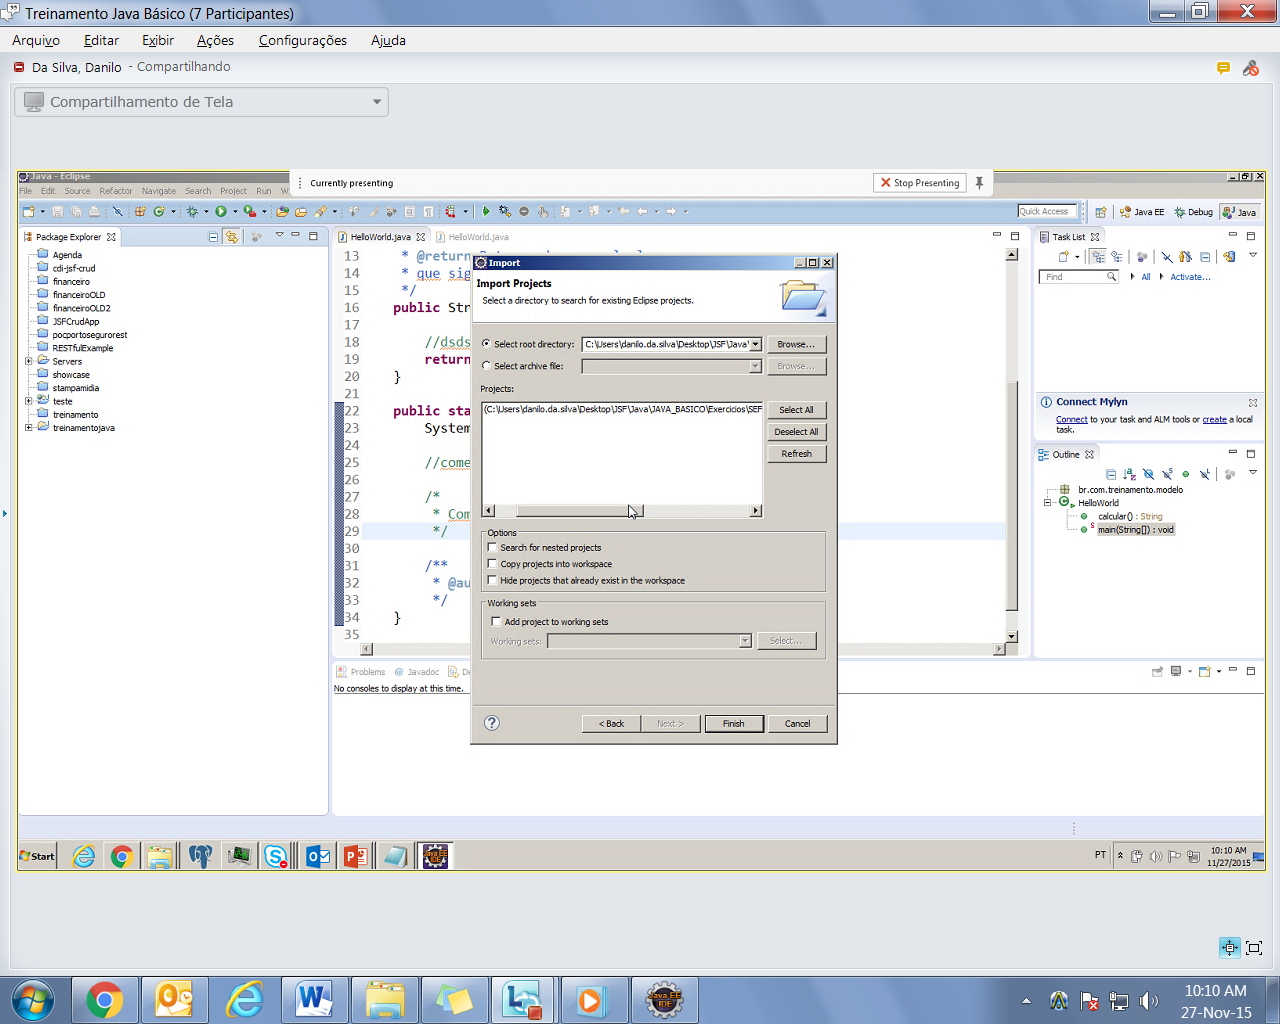 Treinamento Java Básico (7 Participantes)
Arquivo Editar Exibir Ações Configurações Ajuda
Da Silva, Danilo - Compartilhando
Compartilhamento de Tela
Java - Eclipse
Currently presenting
Stop Presenting
File Edit Source Refactor Navigate Search Project Run
Quick Access
Java EE Debug Java
Package Explorer
Agenda
cdi-jsf-crud
financeiro
financeiroOLD
financeiroOLD2
JSFCrudApp
pocportosegurorest
RESTfulExample
Servers
showcase
stampamidia
teste
treinamento
treinamentojava
HelloWorld.java HelloWorld.java
13 * @return
14 * que sig
15 */
16 public Str
17
18 //dsds
19 retur
20 }
21
22 public sta
23 System
24
25 //come
26
27 /*
28 * Com
29 */
30
31 /**
32 * @au
33 */
34 }
35
Import
Import Projects
Select a directory to search for existing Eclipse projects.
Select root directory: C:\Users\danilo.da.silva\Desktop\JSF\Java\ Browse...
Select archive file: Browse...
Projects:
(C:\Users\danilo.da.silva\Desktop\JSF\Java\JAVA_BASICO\Exercicios\SEF
Select All
Deselect All
Refresh
Options
Search for nested projects
Copy projects into workspace
Hide projects that already exist in the workspace
Working sets
Add project to working sets
Working sets: Select...
< Back Next > Finish Cancel
Task List
Find All Activate...
Connect Mylyn
Connect to your task and ALM tools or create a local
task.
Outline
br.com.treinamento.modelo
HelloWorld
calcular() : String
main(String[]) : void
Problems @ Javadoc De
No consoles to display at this time.
Start
Java EE
IDE
PT
10:10 AM
11/27/2015
Java EE
IDE
10:10 AM
27-Nov-15